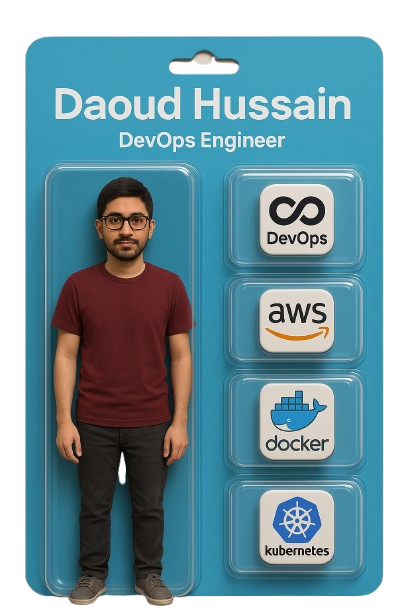 Daoud Hussain
DevOps Engineer
DevOps
aws
docker
kubernetes